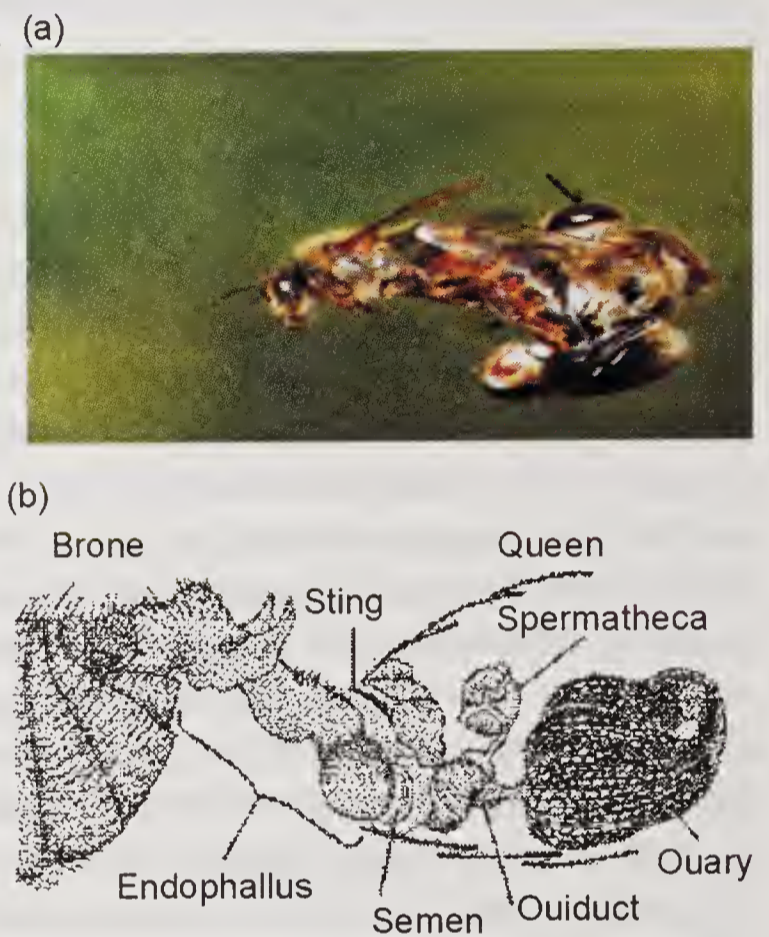 (a)
(b)
Brone
Queen
Sting
Spermatheca
Endophallus
Semen
Ouiduct
Ouary